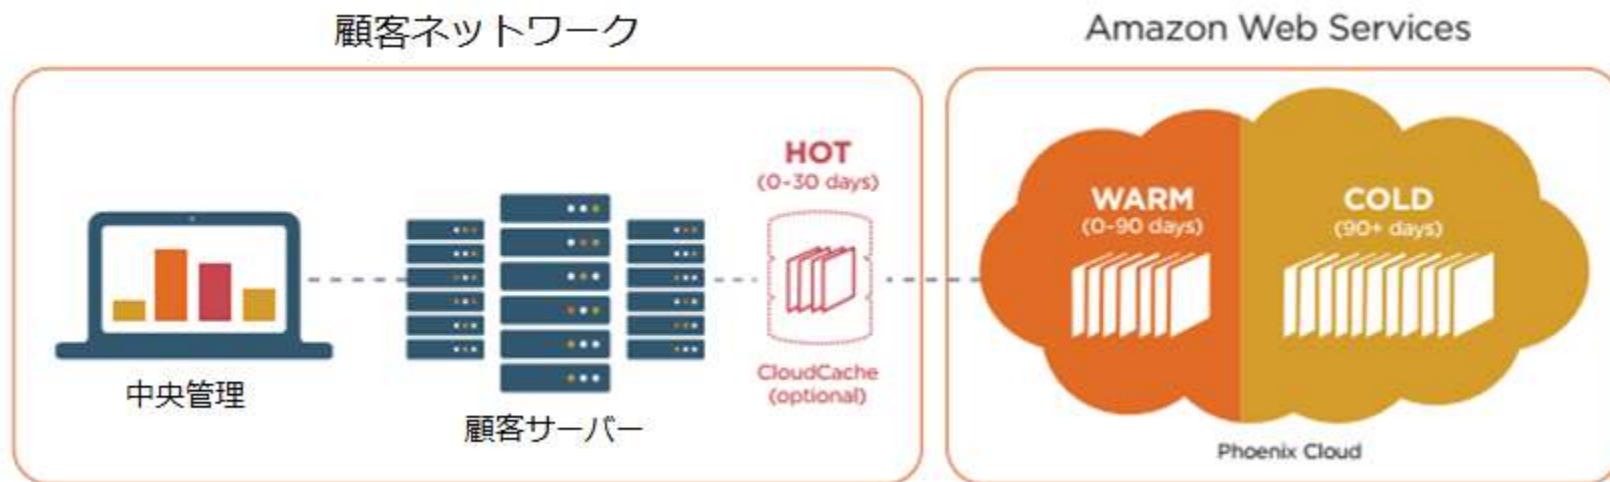 顧客ネットワーク
Amazon Web Services
HOT
(0-30 days)
WARM
(0-90 days)
COLD
(90+ days)
CloudCache
(optional)
中央管理
顧客サーバー
Phoenix Cloud